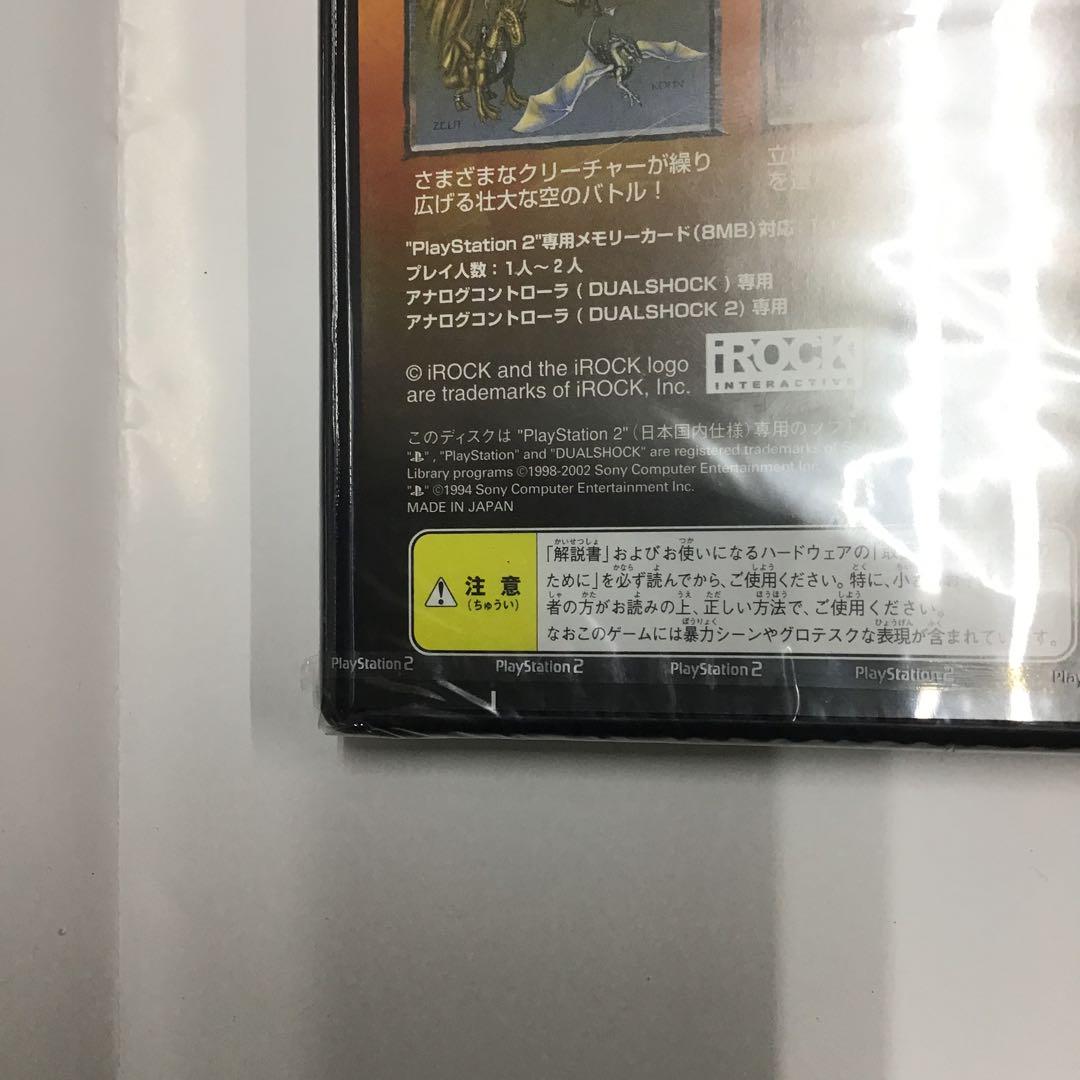 さまざまなクリーチャーが繰り
広げる壮大な空のバトル！
立
を
"PlayStation 2"専用メモリーカード(8MB)対応
プレイ人数：1人～2人
アナログコントローラ ( DUALSHOCK ) 専用
アナログコントローラ ( DUALSHOCK 2) 専用
© iROCK and the iROCK logo
are trademarks of iROCK, Inc.
iROCK
INTERACTIVE
このディスクは "PlayStation 2" (日本国内仕様) 専用のソフト
" ", "PlayStation" and "DUALSHOCK" are registered trademarks of
Library programs ©1998-2002 Sony Computer Entertainment Inc.
" " ©1994 Sony Computer Entertainment Inc.
MADE IN JAPAN
注意
(ちゅうい)
「解説書」およびお使いになるハードウェアの「取
ために」を必ず読んでから、ご使用ください。特に、小
者の方がお読みの上、正しい方法で、ご使用ください。
なおこのゲームには暴力シーンやグロテスクな表現が含まれています。
PlayStation 2 PlayStation 2 PlayStation 2 PlayStation 2 Play